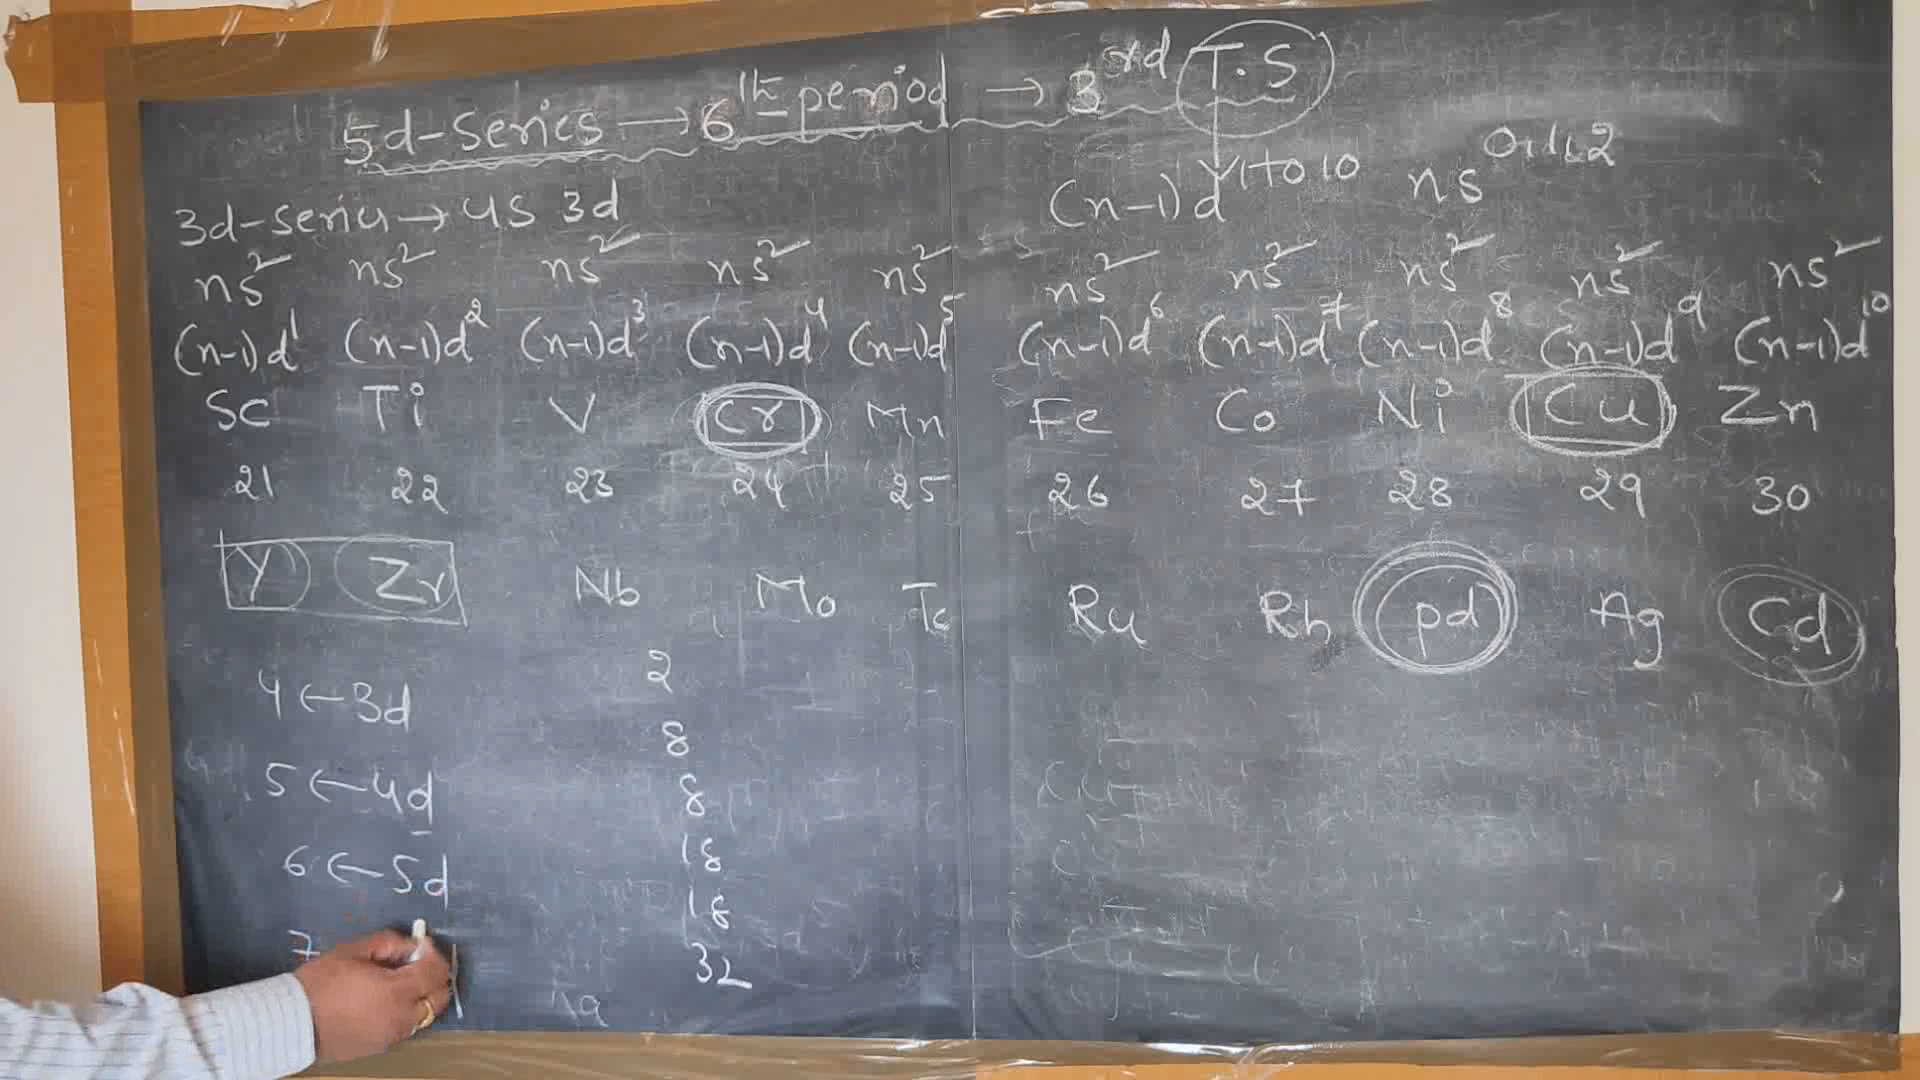 5d-series → 6th period → 3rd T.S
(n-1)d 1 to 10 ns 0,1,2
3d-series → 4s 3d
ns2 ns2 ns2 ns2 ns2 ns2 ns2 ns2 ns2 ns2
(n-1)d1 (n-1)d2 (n-1)d3 (n-1)d4 (n-1)d5 (n-1)d6 (n-1)d7 (n-1)d8 (n-1)d9 (n-1)d10
Sc Ti V Cr Mn Fe Co Ni Cu Zn
21 22 23 24 25 26 27 28 29 30
Y Zr Nb Mo Tc Ru Rh pd Ag Cd
4 ← 3d 2
8
5 ← 4d 8
6 ← 5d 18
18
7 32